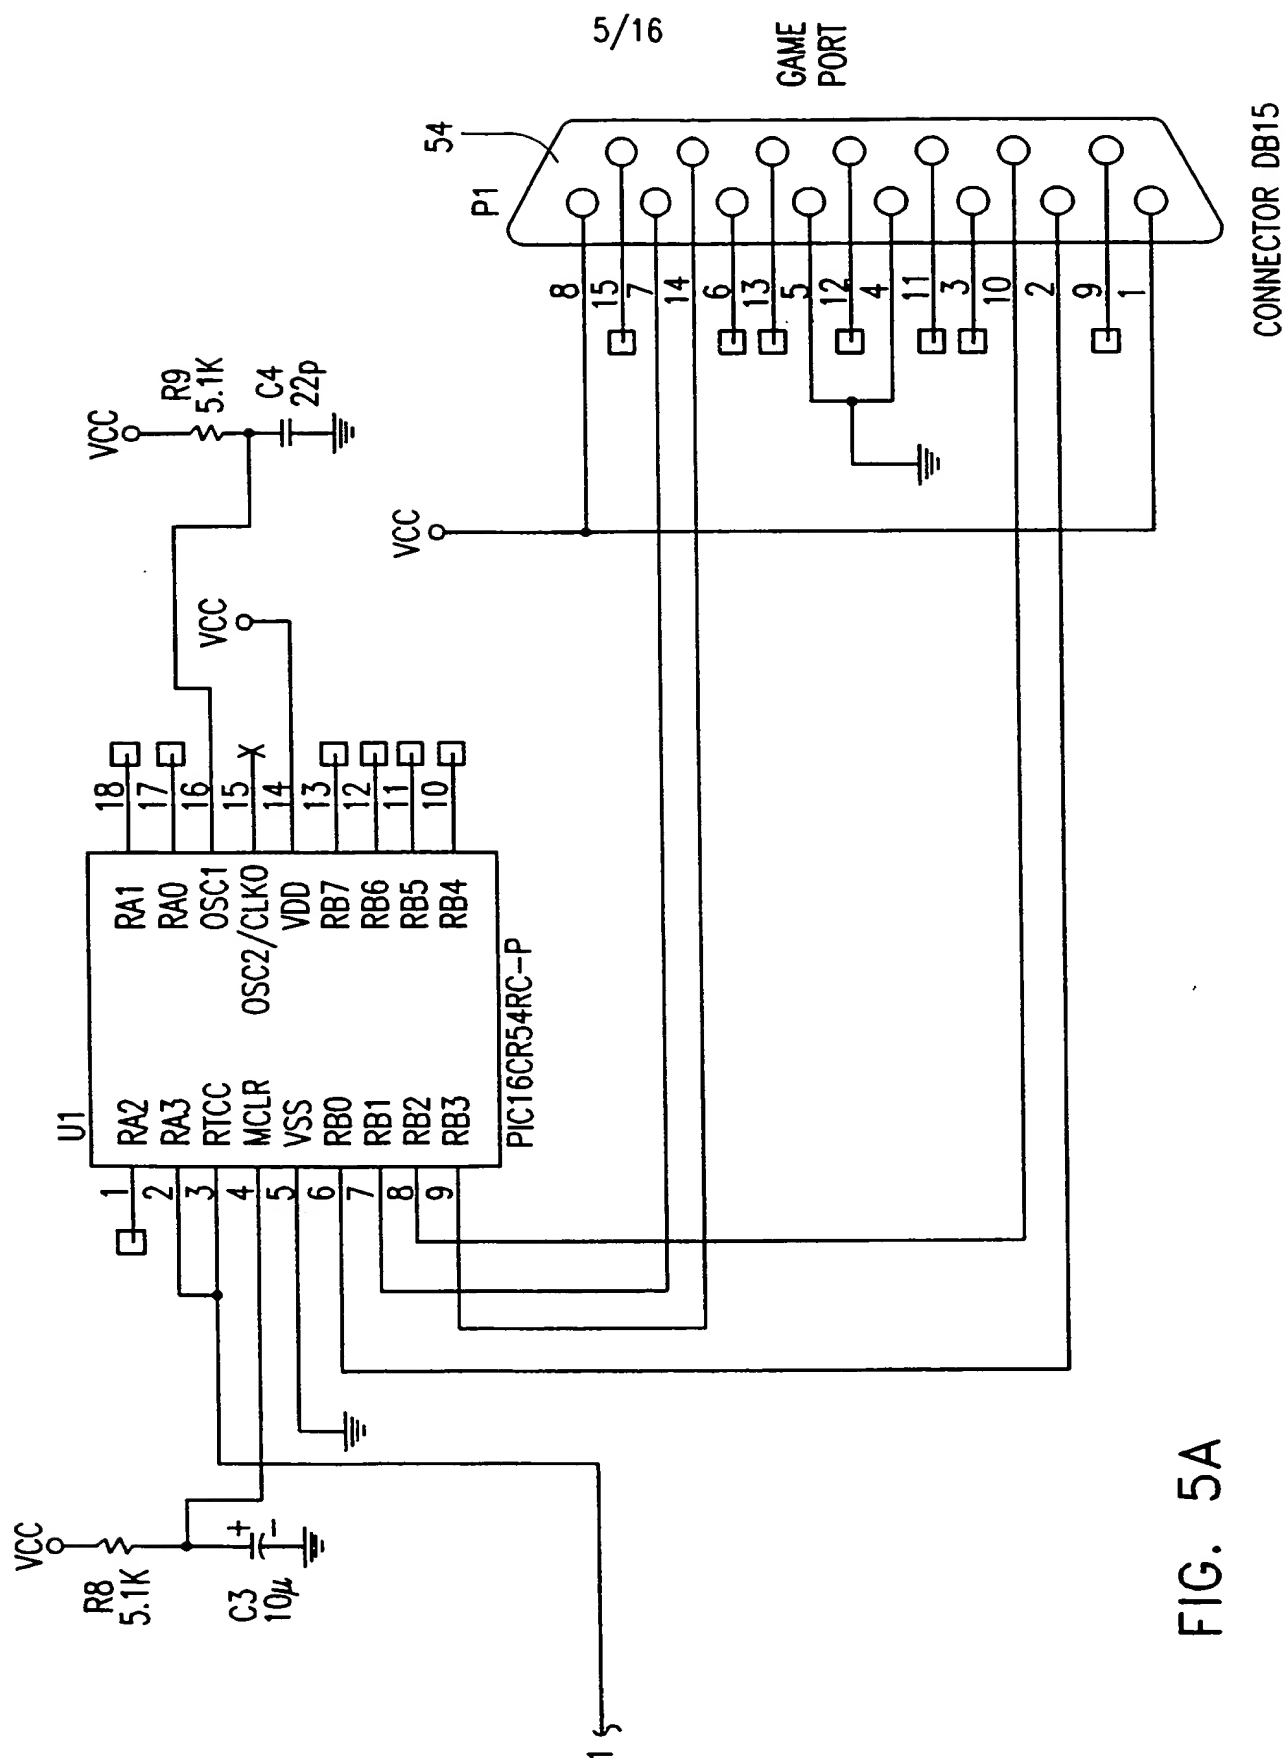 5/16
GAME
PORT
CONNECTOR DB15
54
P1
8
15
7
14
6
13
5
12
4
11
3
10
2
9
1
VCC
VCC
R9
5.1K
C4
22p
VCC
18
17
16
15
14
13
12
11
10
RA1
RA0
OSC1
OSC2/CLKO
VDD
RB7
RB6
RB5
RB4
U1
PIC16CR54RC-P
RA2
RA3
RTCC
MCLR
VSS
RB0
RB1
RB2
RB3
1
2
3
4
5
6
7
8
9
VCC
R8
5.1K
C3
10µ
+
-
1
FIG. 5A